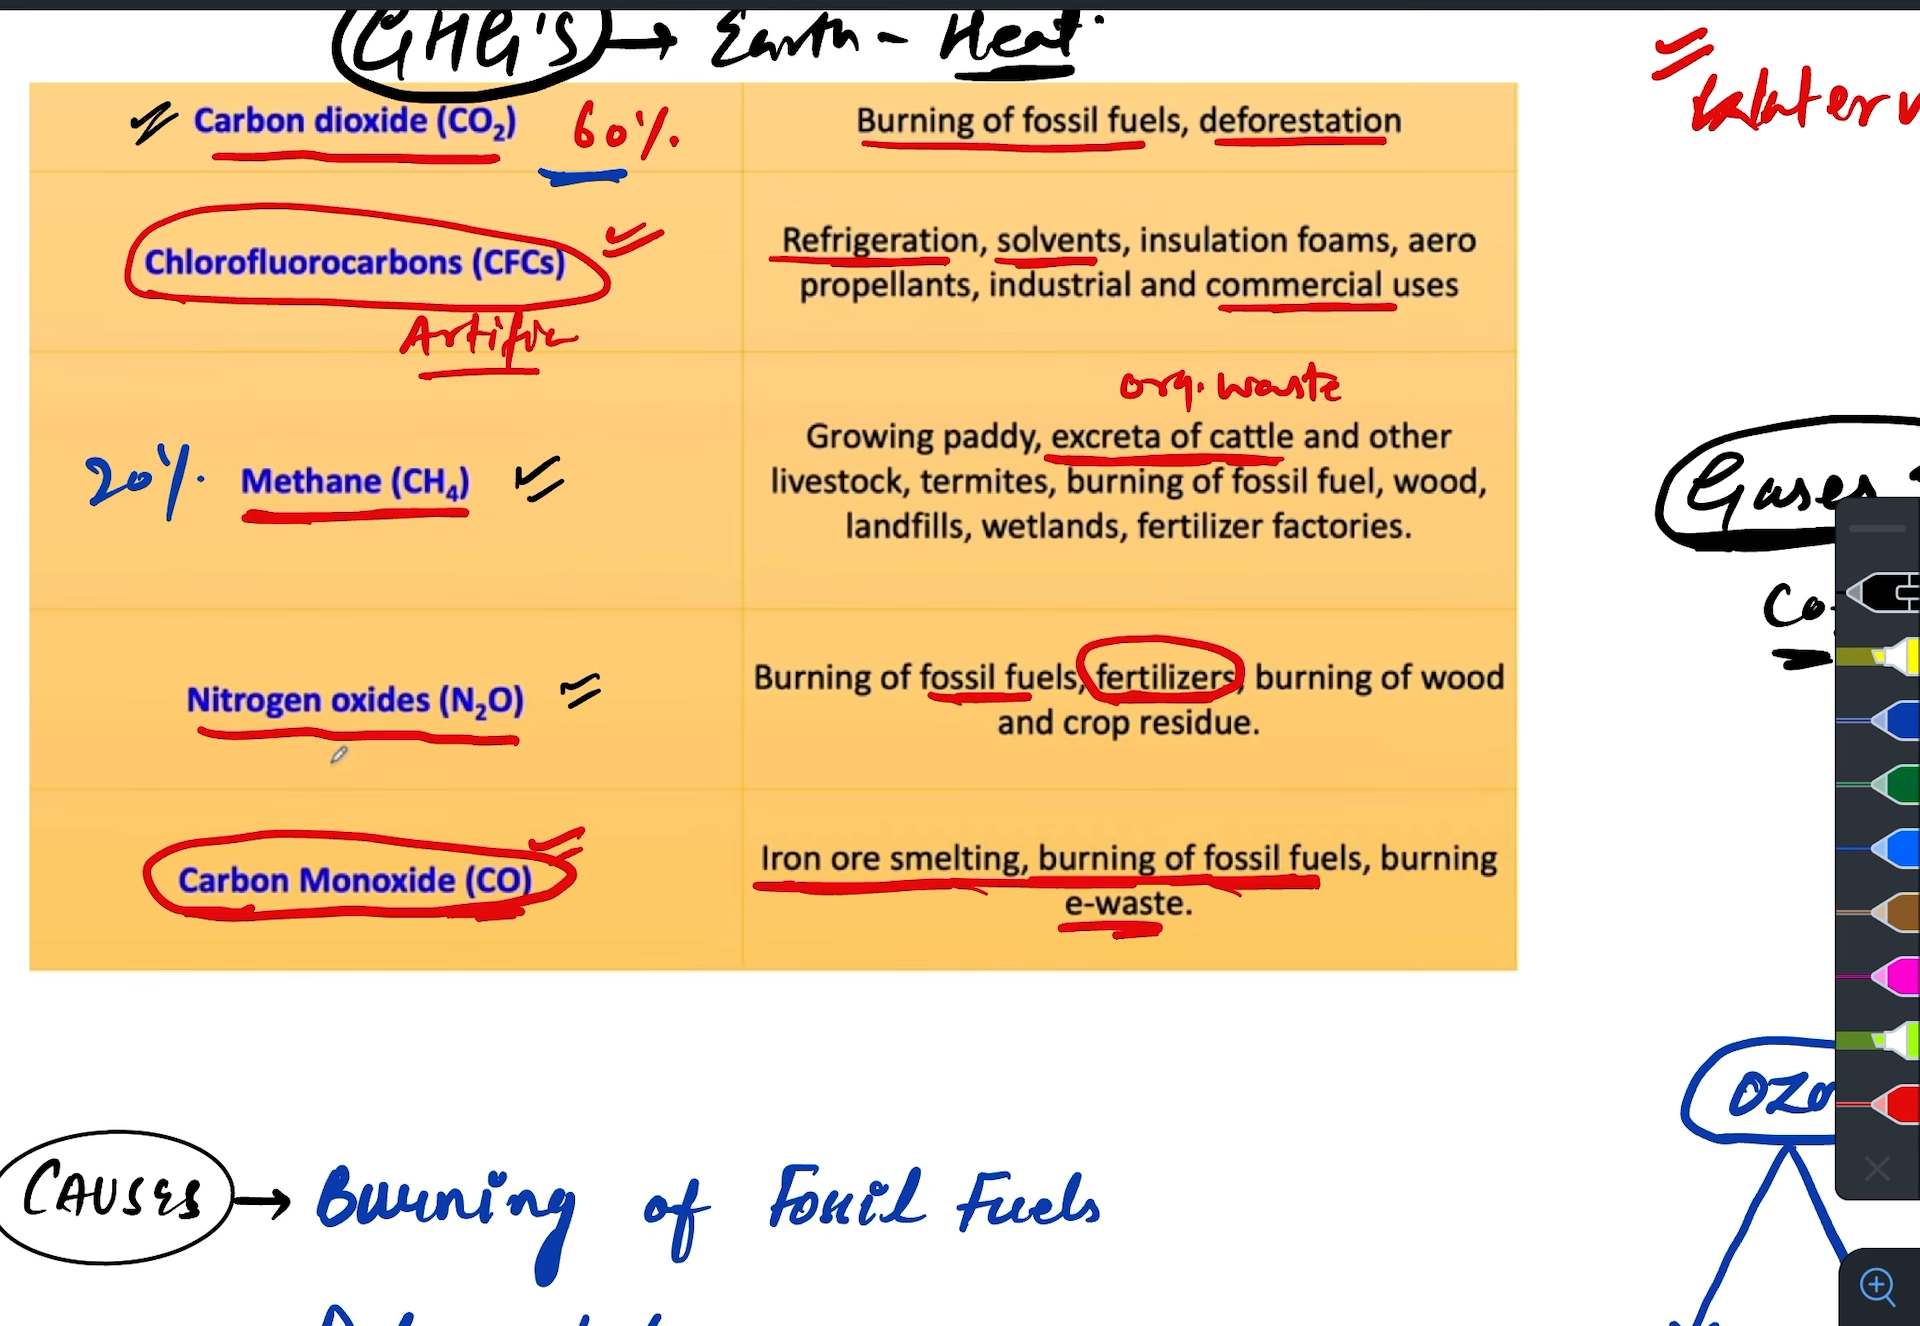 GHG's → Earth - Heat
Carbon dioxide (CO₂) 60%.
Burning of fossil fuels, deforestation
Chlorofluorocarbons (CFCs)
Refrigeration, solvents, insulation foams, aero
propellants, industrial and commercial uses
org. waste
20%. Methane (CH₄)
Growing paddy, excreta of cattle and other
livestock, termites, burning of fossil fuel, wood,
landfills, wetlands, fertilizer factories.
Nitrogen oxides (N₂O)
Burning of fossil fuels, fertilizers, burning of wood
and crop residue.
Carbon Monoxide (CO)
Iron ore smelting, burning of fossil fuels, burning
e-waste.
CAUSES → Burning of Fossil Fuels
Water
Gases